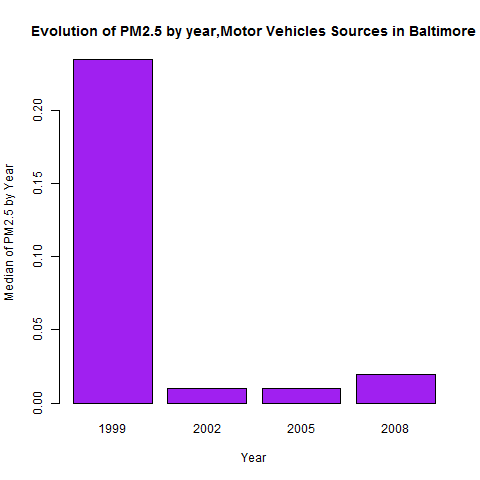 Evolution of PM2.5 by year,Motor Vehicles Sources in Baltimore
Median of PM2.5 by Year
0.20
0.15
0.10
0.05
0.00
1999 2002 2005 2008
Year